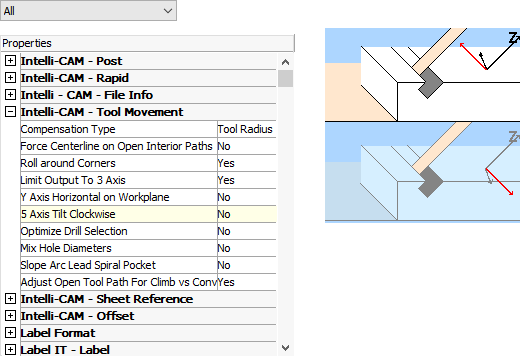 All
Properties
Intelli-CAM - Post
Intelli-CAM - Rapid
Intelli - CAM - File Info
Intelli-CAM - Tool Movement
Compensation Type Tool Radius
Force Centerline on Open Interior Paths No
Roll around Corners Yes
Limit Output To 3 Axis Yes
Y Axis Horizontal on Workplane No
5 Axis Tilt Clockwise No
Optimize Drill Selection No
Mix Hole Diameters No
Slope Arc Lead Spiral Pocket No
Adjust Open Tool Path For Climb vs Conv Yes
Intelli-CAM - Sheet Reference
Intelli-CAM - Offset
Label Format
Label IT - Label
Z
Z